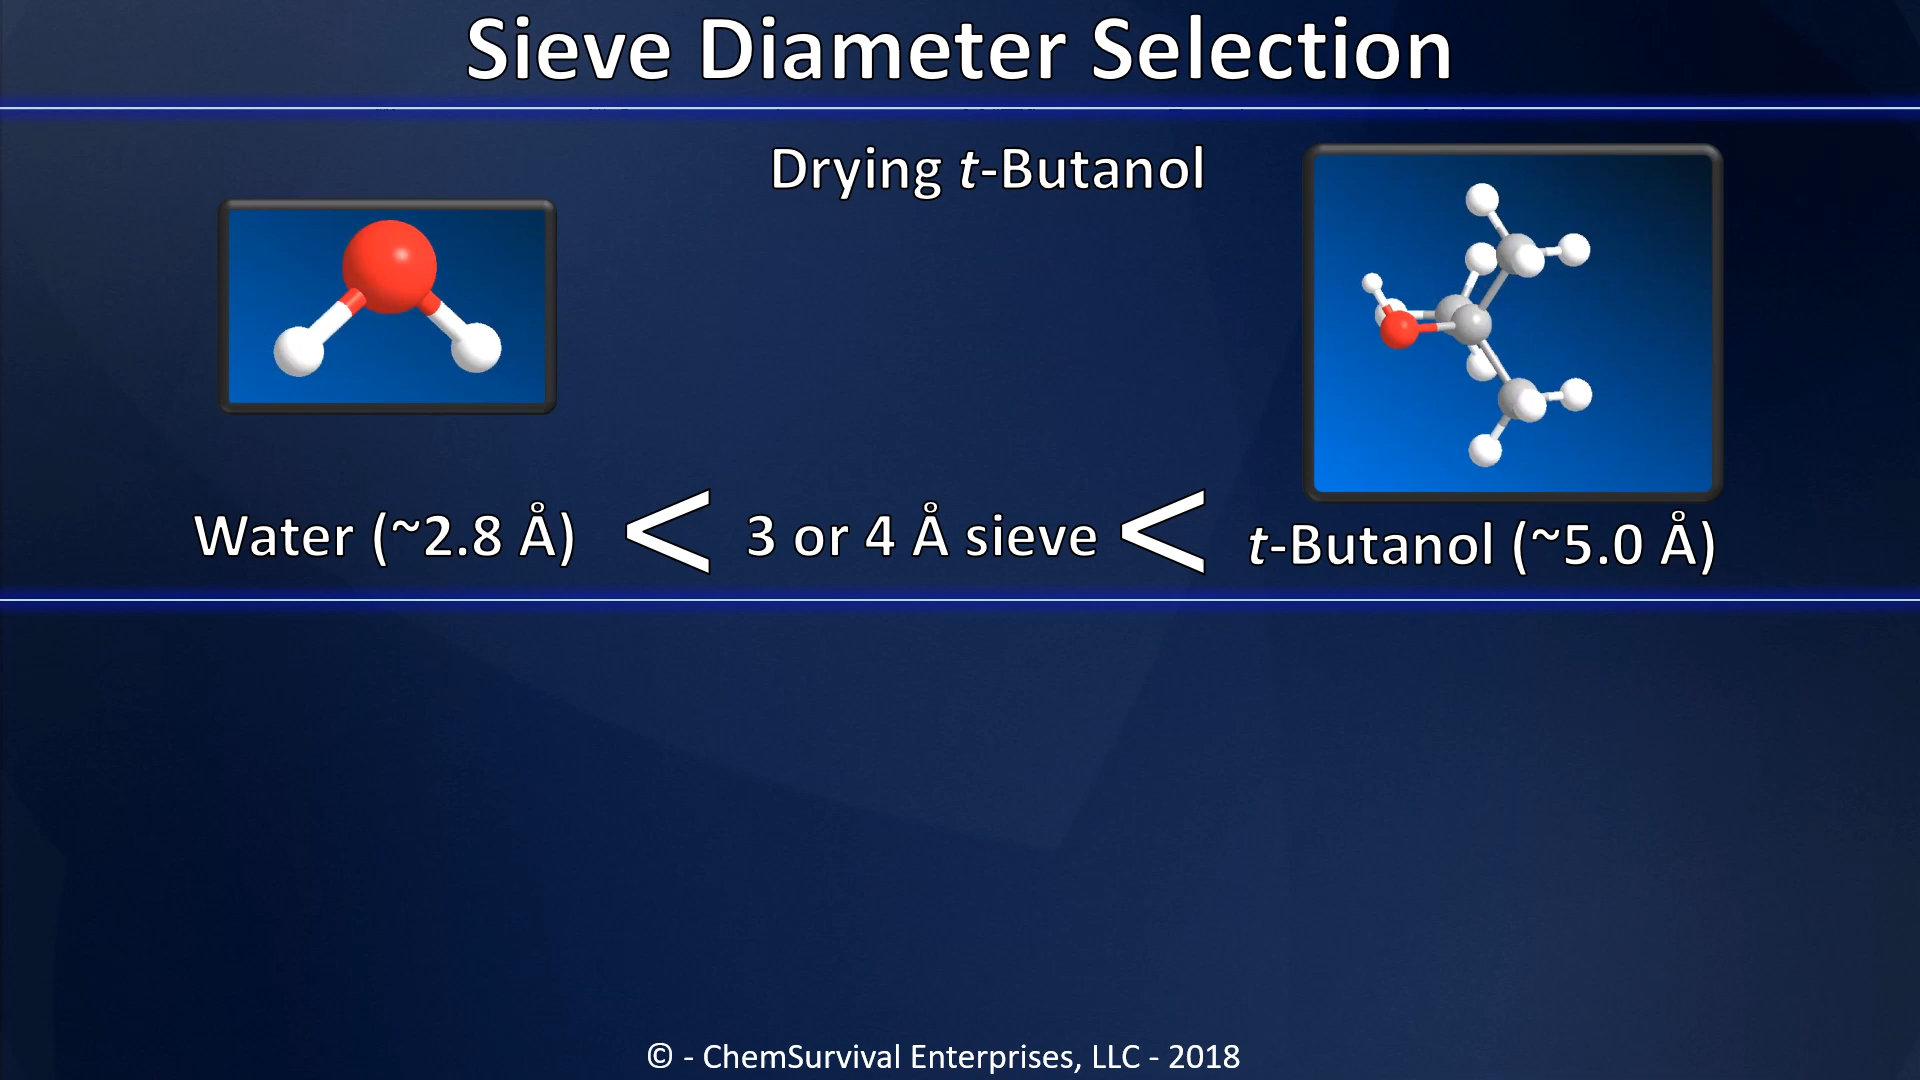 Sieve Diameter Selection
Drying t-Butanol
Water (~2.8 Å) < 3 or 4 Å sieve < t-Butanol (~5.0 Å)
© - ChemSurvival Enterprises, LLC - 2018